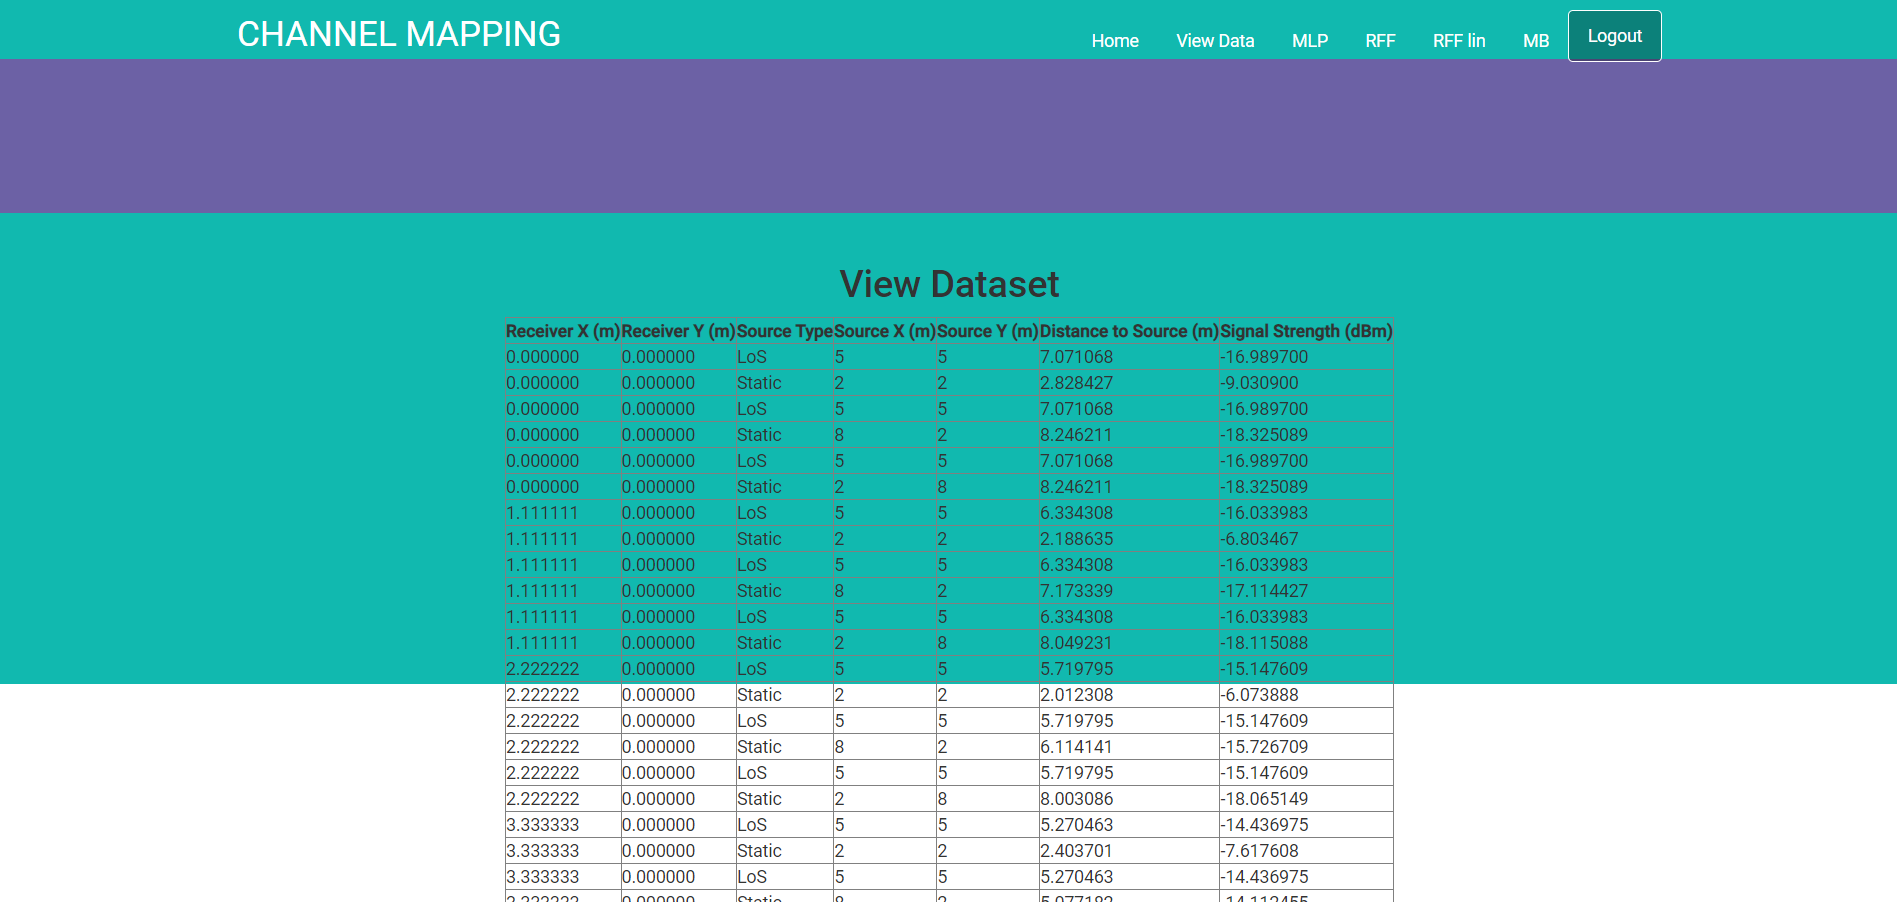 CHANNEL MAPPING
Home View Data MLP RFF RFF lin MB Logout
View Dataset
Receiver X (m) Receiver Y (m) Source Type Source X (m) Source Y (m) Distance to Source (m) Signal Strength (dBm)
0.000000 0.000000 LoS 5 5 7.071068 -16.989700
0.000000 0.000000 Static 2 2 2.828427 -9.030900
0.000000 0.000000 LoS 5 5 7.071068 -16.989700
0.000000 0.000000 Static 8 2 8.246211 -18.325089
0.000000 0.000000 LoS 5 5 7.071068 -16.989700
0.000000 0.000000 Static 2 8 8.246211 -18.325089
1.111111 0.000000 LoS 5 5 6.334308 -16.033983
1.111111 0.000000 Static 2 2 2.188635 -6.803467
1.111111 0.000000 LoS 5 5 6.334308 -16.033983
1.111111 0.000000 Static 8 2 7.173339 -17.114427
1.111111 0.000000 LoS 5 5 6.334308 -16.033983
1.111111 0.000000 Static 2 8 8.049231 -18.115088
2.222222 0.000000 LoS 5 5 5.719795 -15.147609
2.222222 0.000000 Static 2 2 2.012308 -6.073888
2.222222 0.000000 LoS 5 5 5.719795 -15.147609
2.222222 0.000000 Static 8 2 6.114141 -15.726709
2.222222 0.000000 LoS 5 5 5.719795 -15.147609
2.222222 0.000000 Static 2 8 8.003086 -18.065149
3.333333 0.000000 LoS 5 5 5.270463 -14.436975
3.333333 0.000000 Static 2 2 2.403701 -7.617608
3.333333 0.000000 LoS 5 5 5.270463 -14.436975